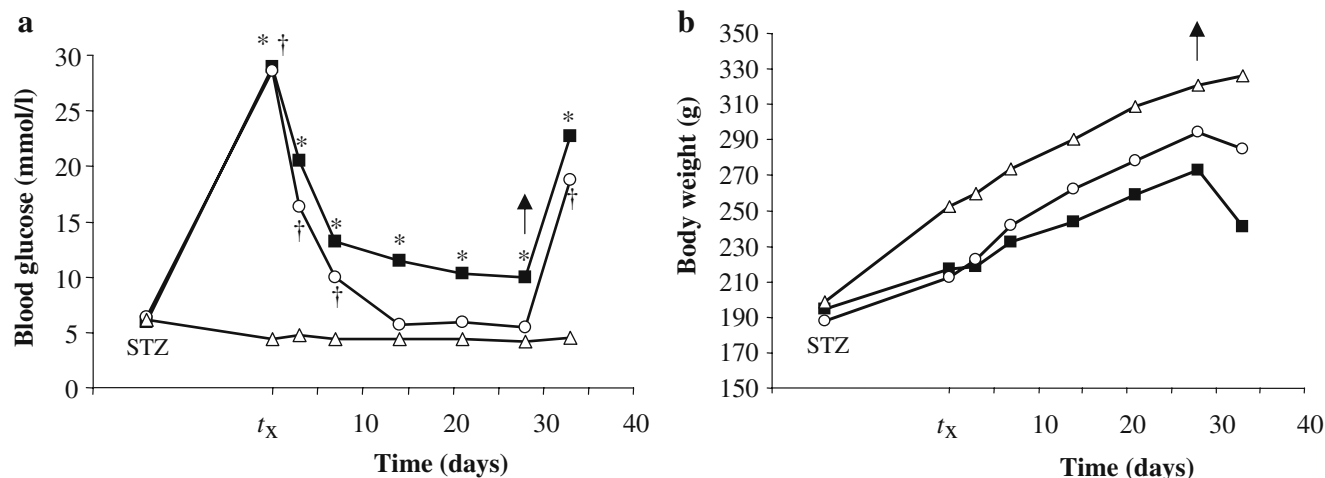 a
Blood glucose (mmol/l)
30
25
20
15
10
5
0
* †
*
†
*
†
*
*
*
*
†
STZ
tx 10 20 30 40
Time (days)
b
Body weight (g)
350
330
310
290
270
250
230
210
190
170
150
STZ
tx 10 20 30 40
Time (days)